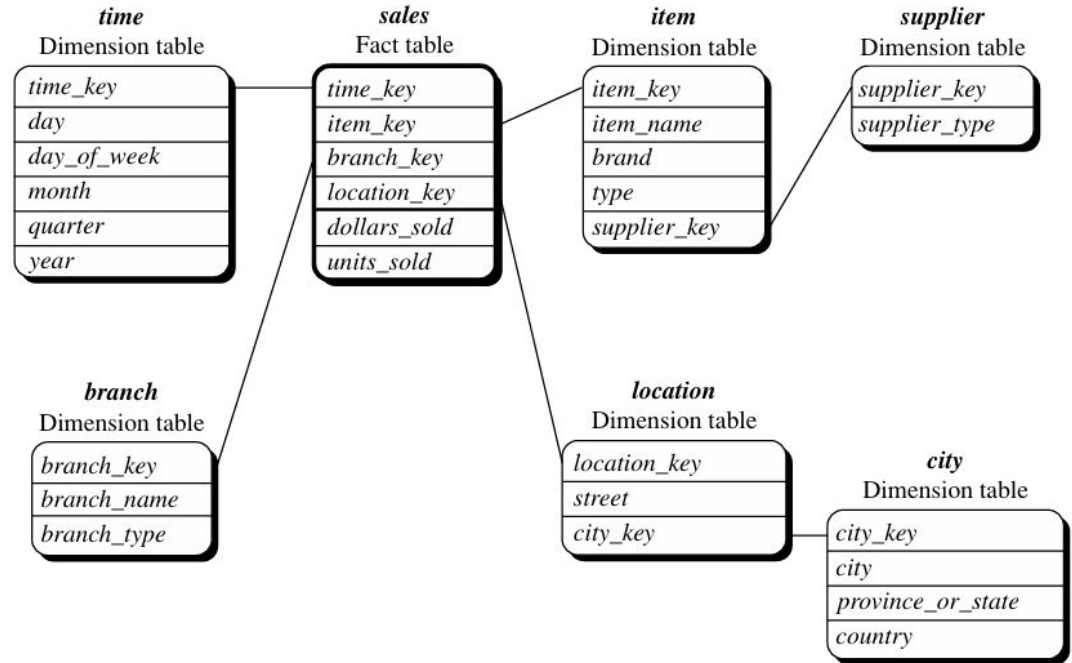 time
Dimension table
time_key
day
day_of_week
month
quarter
year
sales
Fact table
time_key
item_key
branch_key
location_key
dollars_sold
units_sold
item
Dimension table
item_key
item_name
brand
type
supplier_key
supplier
Dimension table
supplier_key
supplier_type
branch
Dimension table
branch_key
branch_name
branch_type
location
Dimension table
location_key
street
city_key
city
Dimension table
city_key
city
province_or_state
country